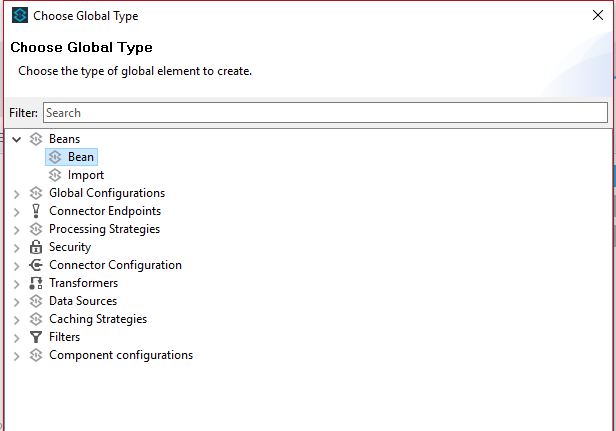 Choose Global Type
Choose Global Type
Choose the type of global element to create.
Filter: Search
Beans
Bean
Import
Global Configurations
Connector Endpoints
Processing Strategies
Security
Connector Configuration
Transformers
Data Sources
Caching Strategies
Filters
Component configurations